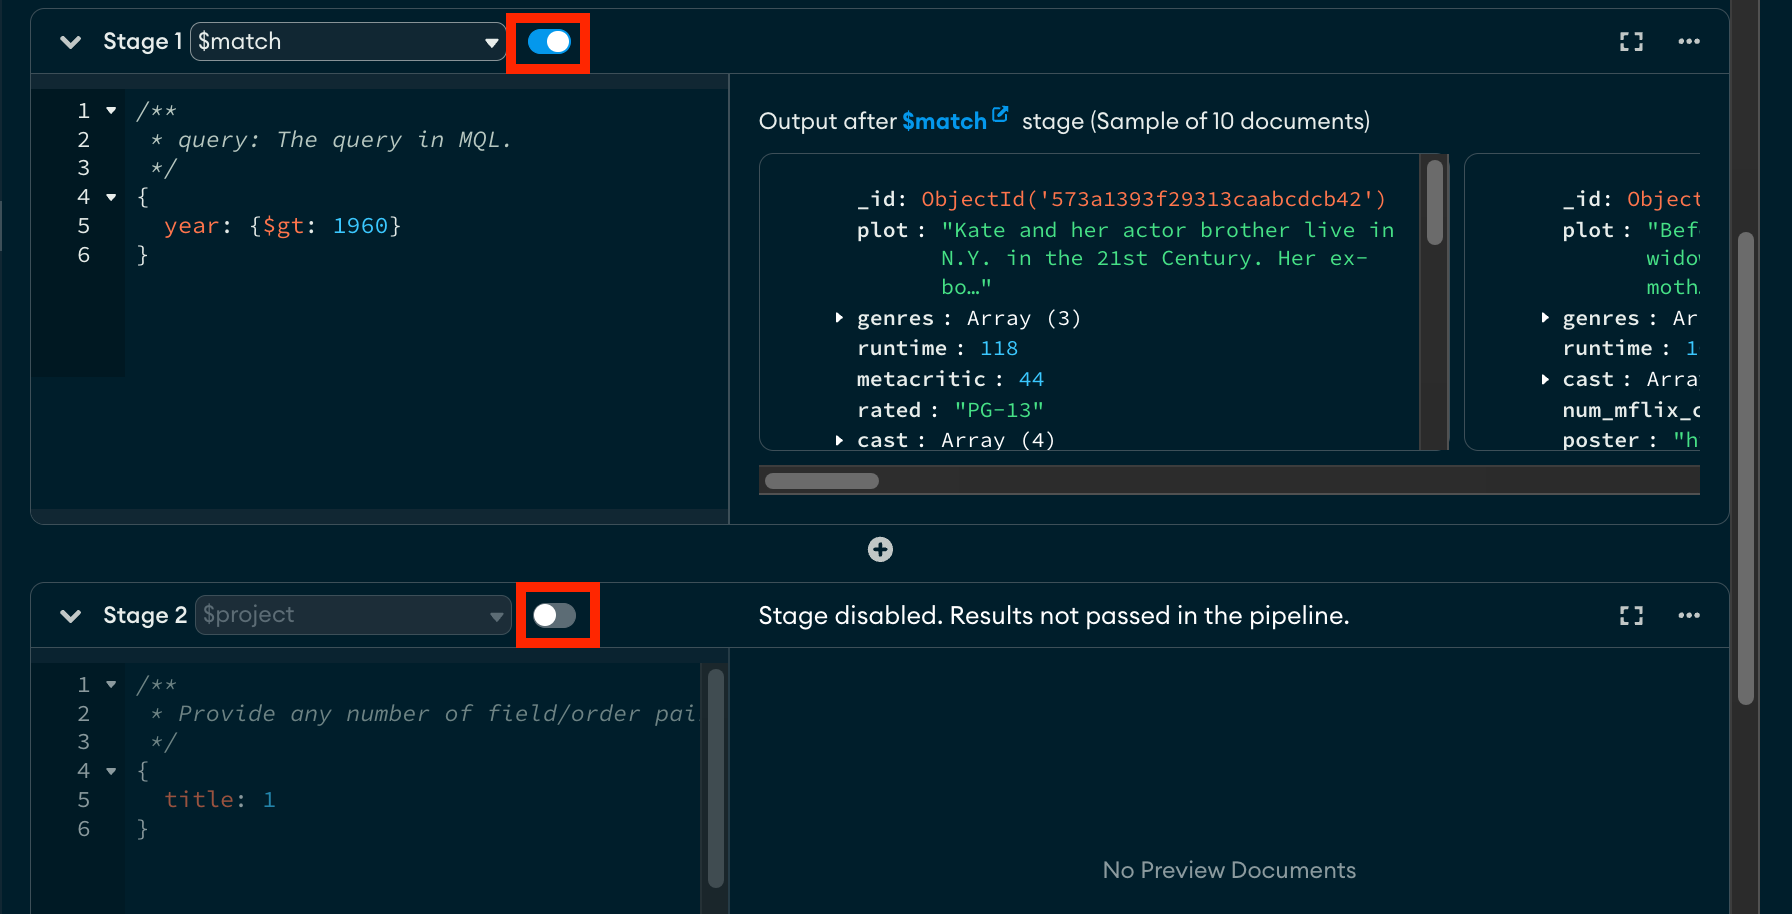 Stage 1 $match
1 /**
2 * query: The query in MQL.
3 */
4 {
5 year: {$gt: 1960}
6 }
Output after $match stage (Sample of 10 documents)
_id: ObjectId('573a1393f29313caabcdcb42')
plot : "Kate and her actor brother live in
N.Y. in the 21st Century. Her ex-
bo…"
genres : Array (3)
runtime : 118
metacritic : 44
rated : "PG-13"
cast : Array (4)
_id: Object
plot : "Bef
wido
moth
genres : Ar
runtime : 1
cast : Arra
num_mflix_c
poster : "h
Stage 2 $project
Stage disabled. Results not passed in the pipeline.
1 /**
2 * Provide any number of field/order pai
3 */
4 {
5 title: 1
6 }
No Preview Documents